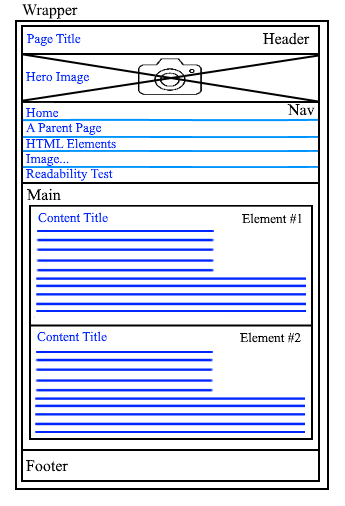 Wrapper
Page Title Header
Hero Image
Home Nav
A Parent Page
HTML Elements
Image...
Readability Test
Main
Content Title Element #1
Content Title Element #2
Footer